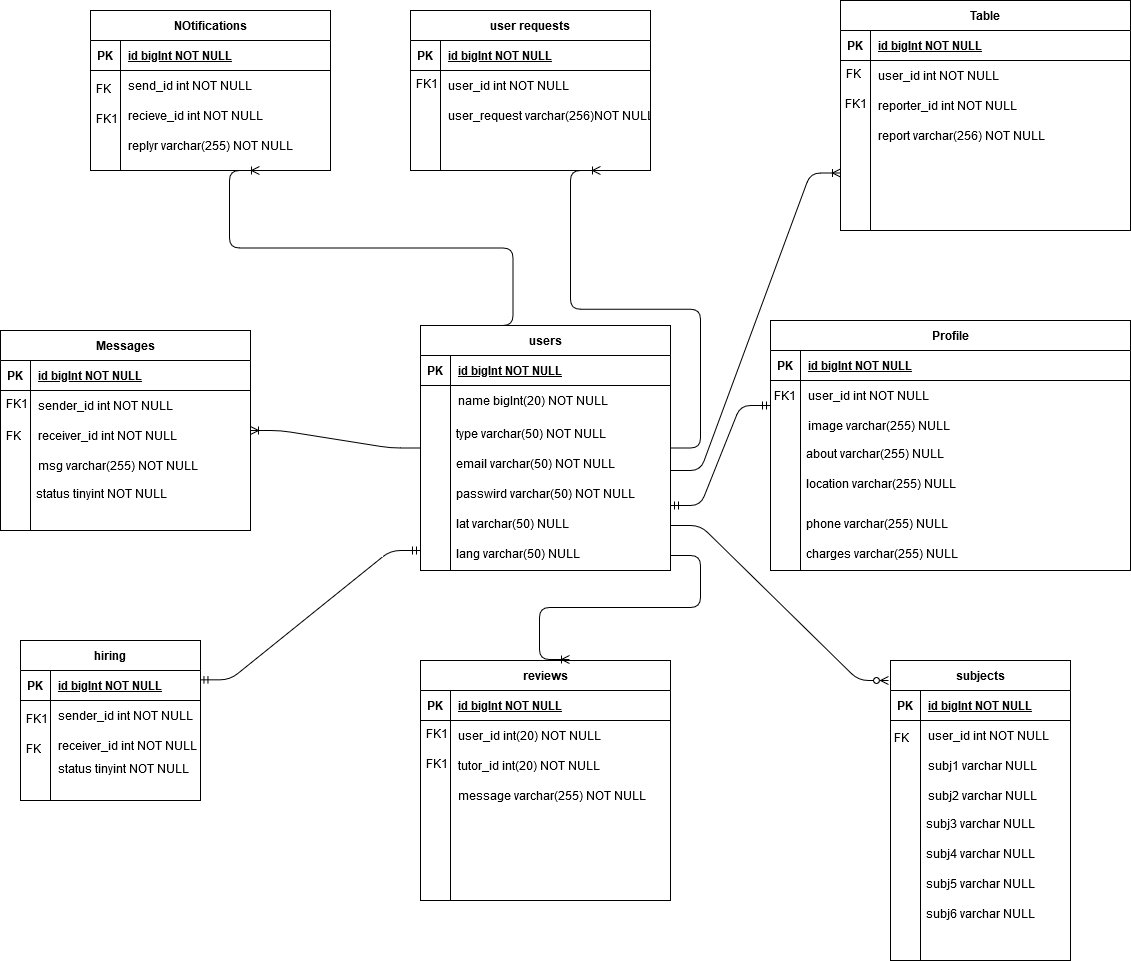 NOtifications
PK id bigInt NOT NULL
FK send_id int NOT NULL
FK1 recieve_id int NOT NULL
replyr varchar(255) NOT NULL
user requests
PK id bigInt NOT NULL
FK1 user_id int NOT NULL
user_request varchar(256)NOT NULL
Table
PK id bigInt NOT NULL
FK user_id int NOT NULL
FK1 reporter_id int NOT NULL
report varchar(256) NOT NULL
Messages
PK id bigInt NOT NULL
FK1 sender_id int NOT NULL
FK receiver_id int NOT NULL
msg varchar(255) NOT NULL
status tinyint NOT NULL
users
PK id bigInt NOT NULL
name bigInt(20) NOT NULL
type varchar(50) NOT NULL
email varchar(50) NOT NULL
passwird varchar(50) NOT NULL
lat varchar(50) NULL
lang varchar(50) NULL
Profile
PK id bigInt NOT NULL
FK1 user_id int NOT NULL
image varchar(255) NULL
about varchar(255) NULL
location varchar(255) NULL
phone varchar(255) NULL
charges varchar(255) NULL
hiring
PK id bigInt NOT NULL
FK1 sender_id int NOT NULL
FK receiver_id int NOT NULL
status tinyint NOT NULL
reviews
PK id bigInt NOT NULL
FK1 user_id int(20) NOT NULL
FK1 tutor_id int(20) NOT NULL
message varchar(255) NOT NULL
subjects
PK id bigInt NOT NULL
FK user_id int NOT NULL
subj1 varchar NULL
subj2 varchar NULL
subj3 varchar NULL
subj4 varchar NULL
subj5 varchar NULL
subj6 varchar NULL